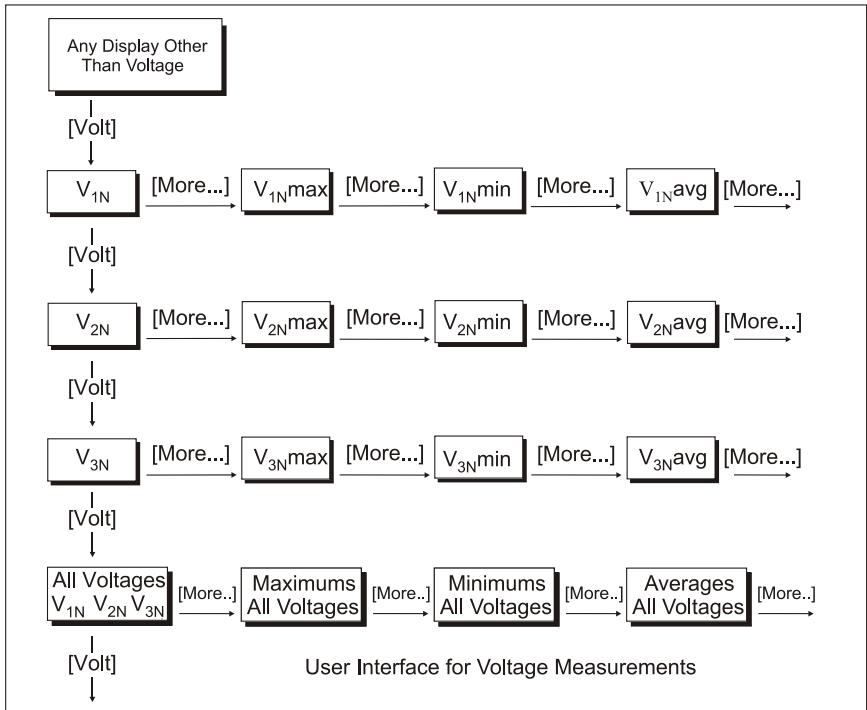 Any Display Other
Than Voltage
[Volt]
V1N [More...] V1Nmax [More...] V1Nmin [More...] V1Navg [More...]
[Volt]
V2N [More...] V2Nmax [More...] V2Nmin [More...] V2Navg [More...]
[Volt]
V3N [More...] V3Nmax [More...] V3Nmin [More...] V3Navg [More...]
[Volt]
All Voltages
V1N V2N V3N
[More..]
Maximums
All Voltages
[More..]
Minimums
All Voltages
[More..]
Averages
All Voltages
[More..]
[Volt]
User Interface for Voltage Measurements